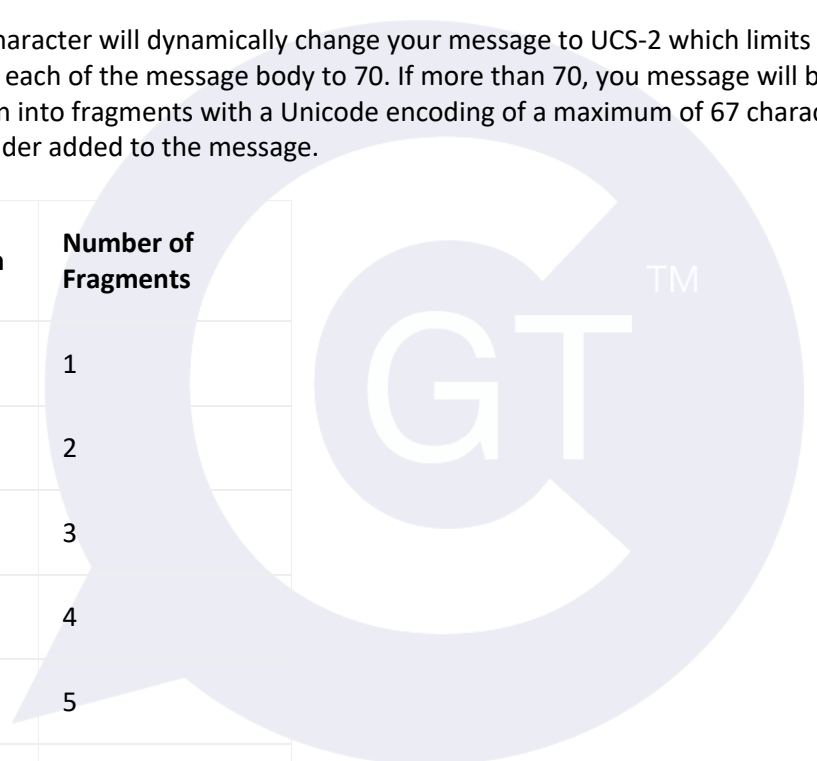 haracter will dynamically change your message to UCS-2 which limits
each of the message body to 70. If more than 70, you message will b
n into fragments with a Unicode encoding of a maximum of 67 charac
der added to the message.
n
Number of
Fragments
TM
GT
1
2
3
4
5